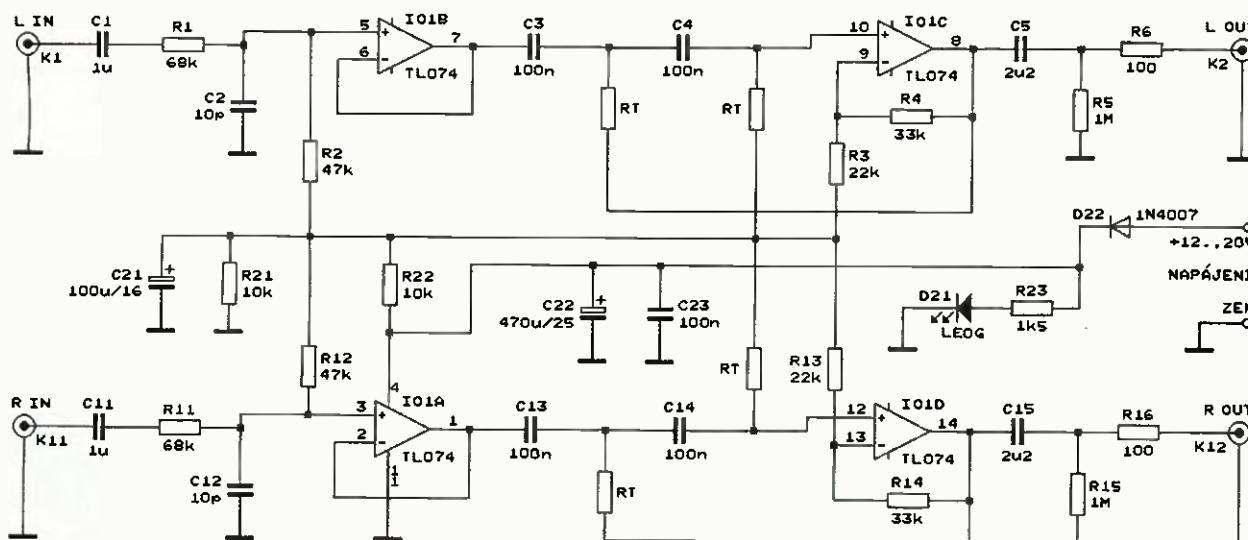 L IN
K1
C1
1u
R1
68k
C2
10p
5
6
+
-
IO1B
7
TL074
C3
100n
C4
100n
RT
RT
10
9
+
-
IO1C
8
TL074
R4
33k
R3
22k
C5
2u2
R5
1M
R6
100
L OUT
K2
R2
47k
D22
1N4007
+12..20V
NAPÁJENÍ
ZEM
C21
100u/16
+
R21
10k
R22
10k
C22
470u/25
+
C23
100n
D21
LEOG
R23
1k5
R12
47k
RT
R13
22k
R IN
K11
C11
1u
R11
68k
C12
10p
4
3
2
+
-
IO1A
1
TL074
11
C13
100n
C14
100n
RT
12
13
+
-
IO1D
14
TL074
R14
33k
C15
2u2
R15
1M
R16
100
R OUT
K12